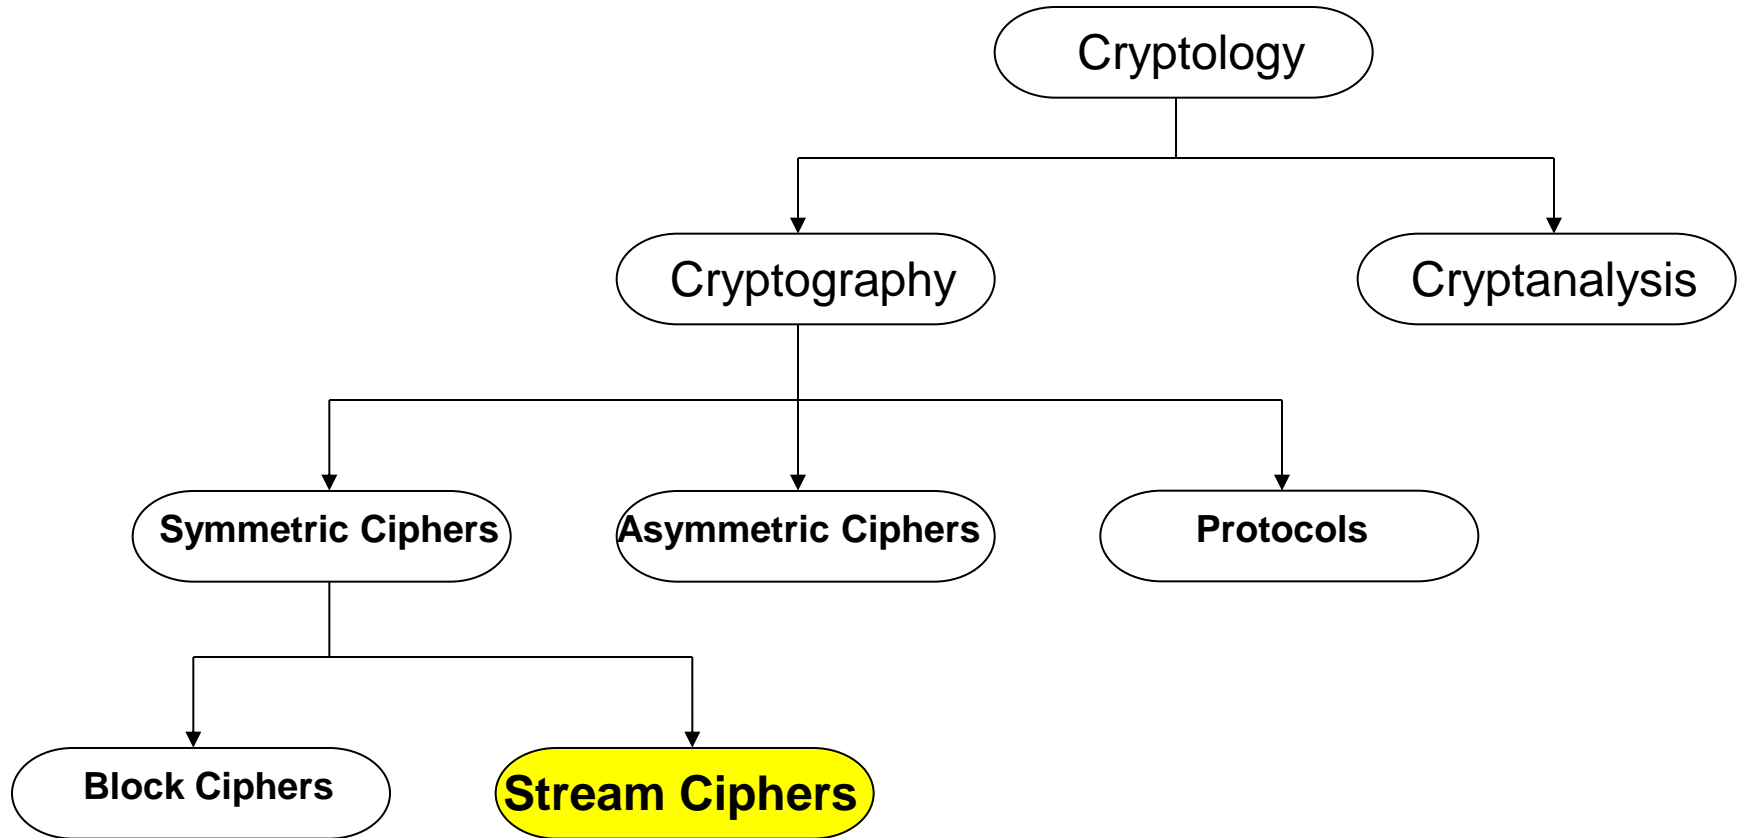 Cryptology
Cryptography
Cryptanalysis
Symmetric Ciphers
Asymmetric Ciphers
Protocols
Block Ciphers
Stream Ciphers